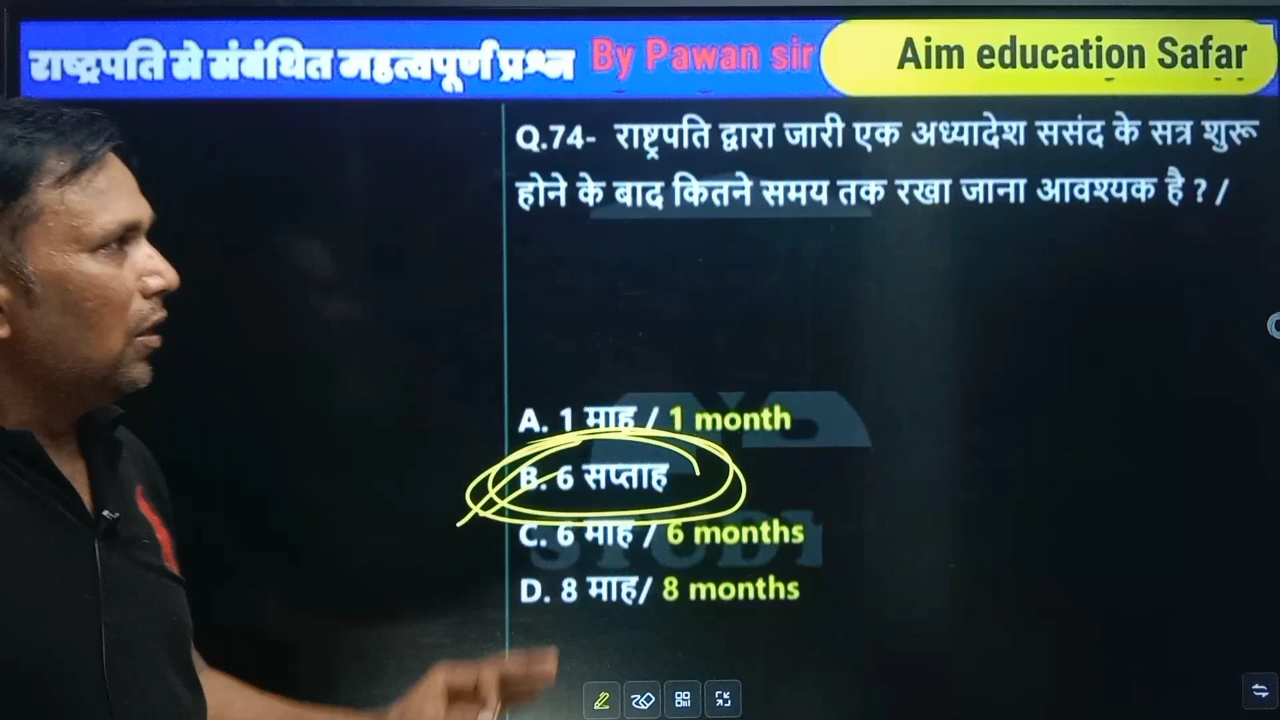 राष्ट्रपति से संबंधित महत्वपूर्ण प्रश्न By Pawan sir Aim education Safar
Q.74- राष्ट्रपति द्वारा जारी एक अध्यादेश ससंद के सत्र शुरू
होने के बाद कितने समय तक रखा जाना आवश्यक है ? /
A. 1 माह / 1 month
B. 6 सप्ताह
C. 6 माह / 6 months
D. 8 माह/ 8 months
STUDY